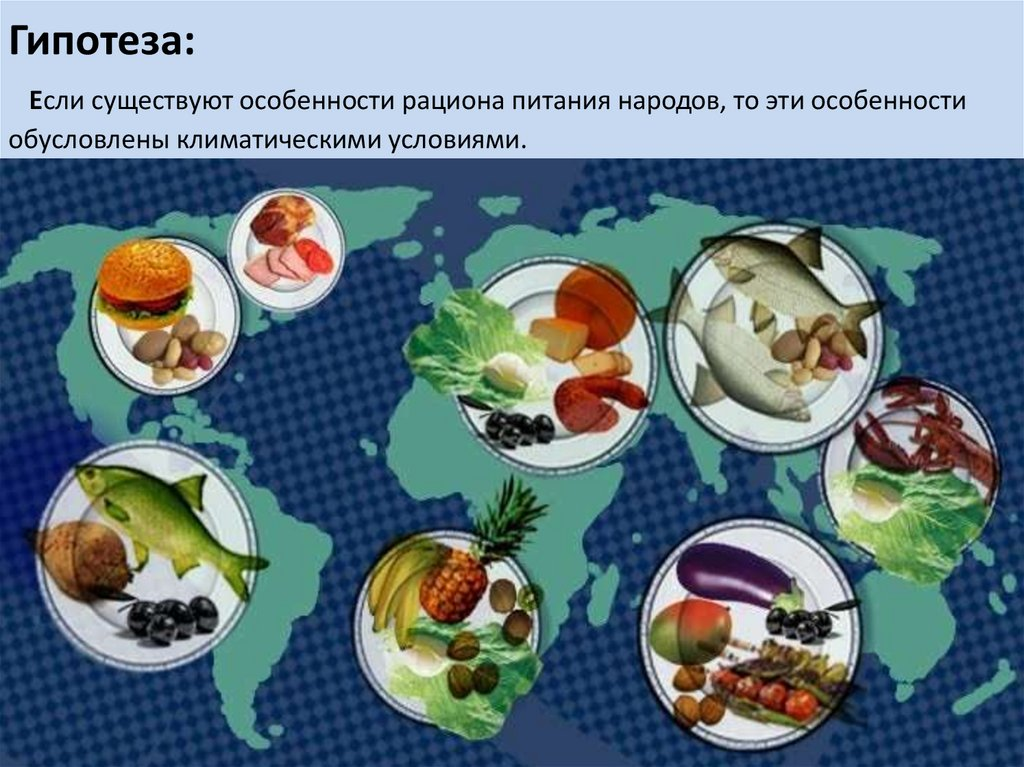 Гипотеза:
Если существуют особенности рациона питания народов, то эти особенности
обусловлены климатическими условиями.